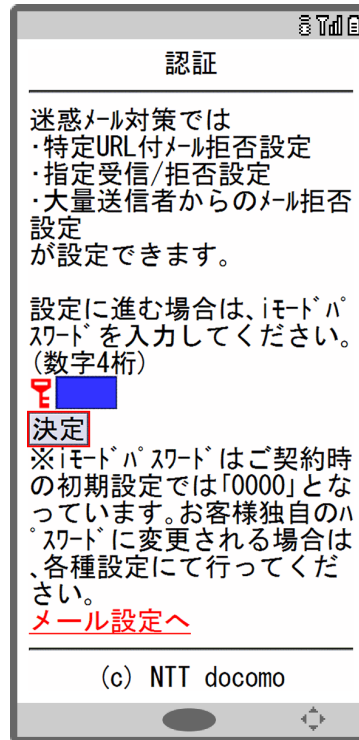 認証
迷惑ﾒｰﾙ対策では
・特定URL付ﾒｰﾙ拒否設定
・指定受信/拒否設定
・大量送信者からのﾒｰﾙ拒否
設定
が設定できます。
設定に進む場合は、iﾓｰﾄﾞﾊﾟ
ｽﾜｰﾄﾞを入力してください。
(数字4桁)
決定
※iﾓｰﾄﾞﾊﾟｽﾜｰﾄﾞはご契約時
の初期設定では「0000」とな
っています。お客様独自のﾊ
ﾟｽﾜｰﾄﾞに変更される場合は
、各種設定にて行ってくだ
さい。
メール設定へ
(c) NTT docomo